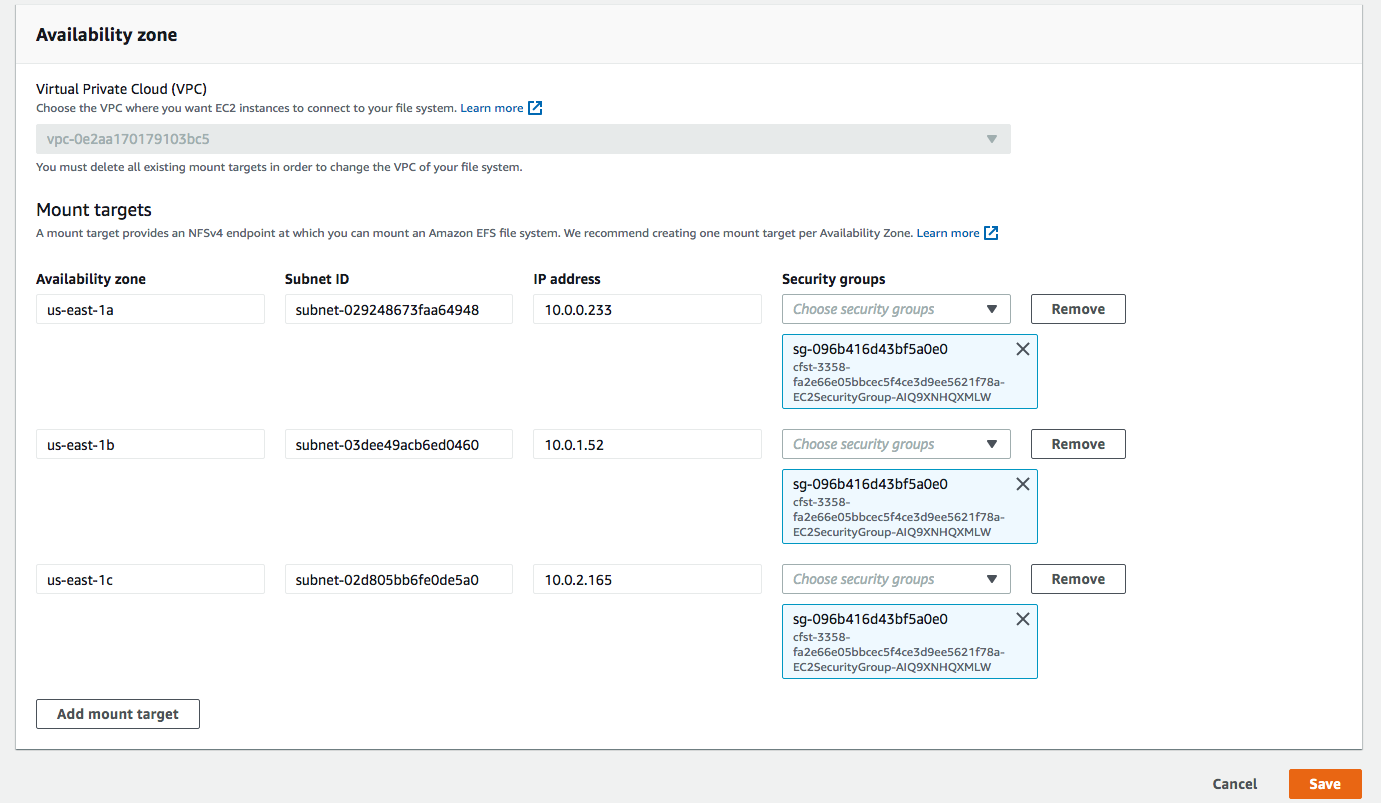 Availability zone
Virtual Private Cloud (VPC)
Choose the VPC where you want EC2 instances to connect to your file system. Learn more
vpc-0e2aa170179103bc5
You must delete all existing mount targets in order to change the VPC of your file system.
Mount targets
A mount target provides an NFSv4 endpoint at which you can mount an Amazon EFS file system. We recommend creating one mount target per Availability Zone. Learn more
Availability zone Subnet ID IP address Security groups
us-east-1a subnet-029248673faa64948 10.0.0.233 Choose security groups Remove
sg-096b416d43bf5a0e0
cfst-3358-
fa2e66e05bbcec5f4ce3d9ee5621f78a-
EC2SecurityGroup-AIQ9XNHQXMLW
us-east-1b subnet-03dee49acb6ed0460 10.0.1.52 Choose security groups Remove
sg-096b416d43bf5a0e0
cfst-3358-
fa2e66e05bbcec5f4ce3d9ee5621f78a-
EC2SecurityGroup-AIQ9XNHQXMLW
us-east-1c subnet-02d805bb6fe0de5a0 10.0.2.165 Choose security groups Remove
sg-096b416d43bf5a0e0
cfst-3358-
fa2e66e05bbcec5f4ce3d9ee5621f78a-
EC2SecurityGroup-AIQ9XNHQXMLW
Add mount target
Cancel Save